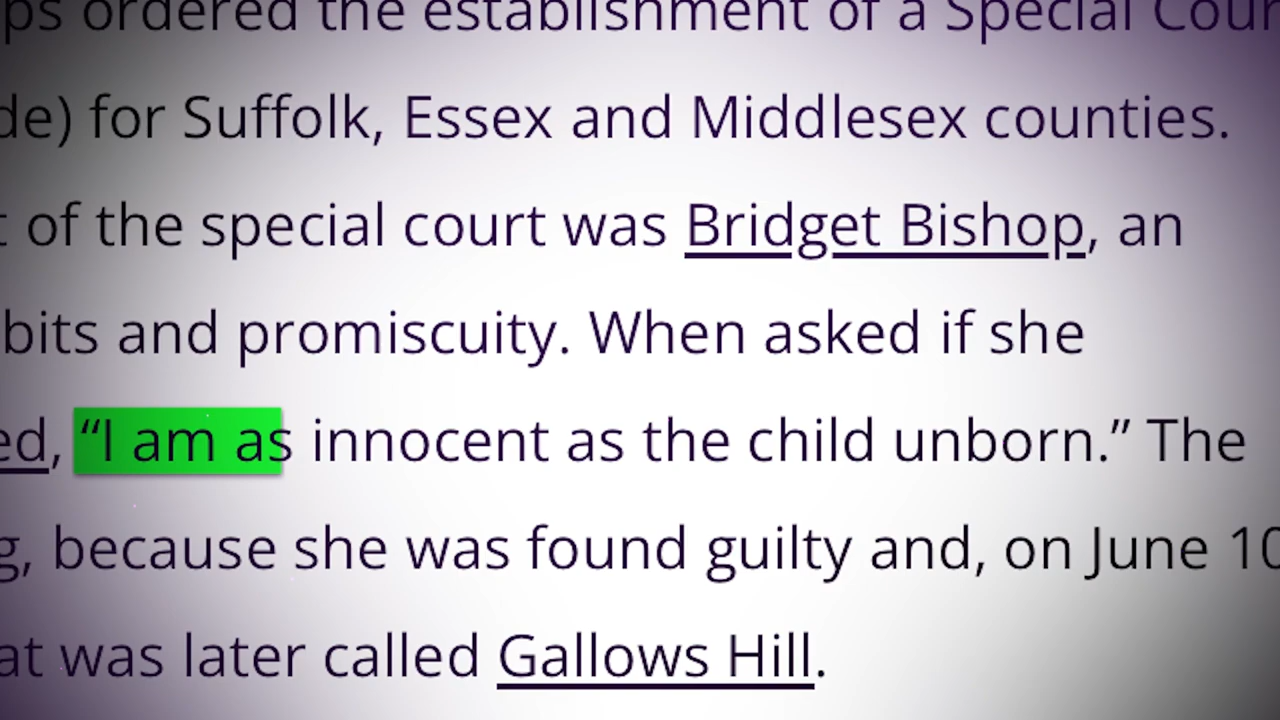 ps ordered the establishment of a Special Cour
de) for Suffolk, Essex and Middlesex counties.
t of the special court was Bridget Bishop, an
bits and promiscuity. When asked if she
ed, “I am as innocent as the child unborn.” The
g, because she was found guilty and, on June 10
at was later called Gallows Hill.